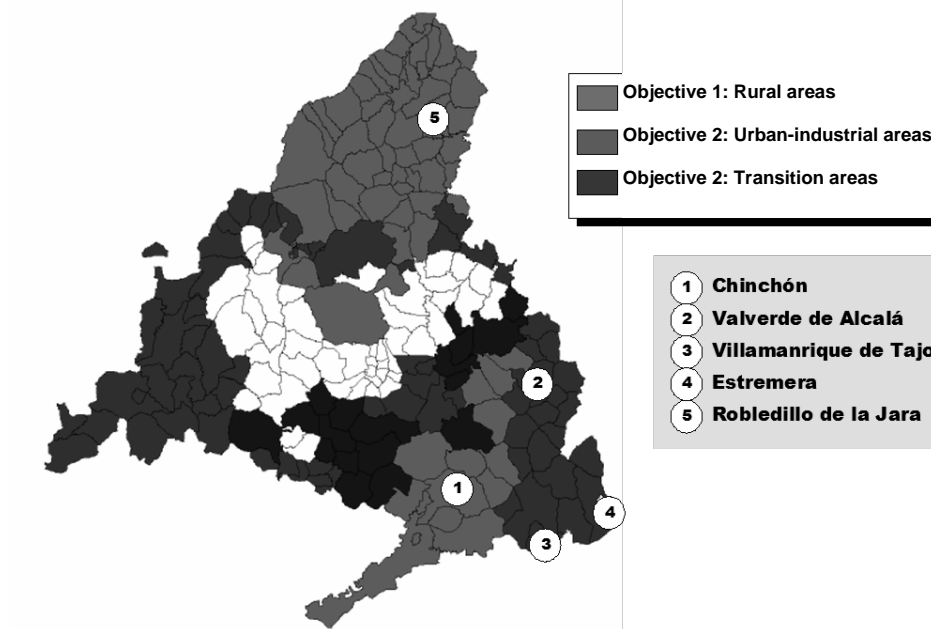 Objective 1: Rural areas
Objective 2: Urban-industrial areas
Objective 2: Transition areas
1 Chinchón
2 Valverde de Alcalá
3 Villamanrique de Tajo
4 Estremera
5 Robledillo de la Jara
5
2
1
4
3